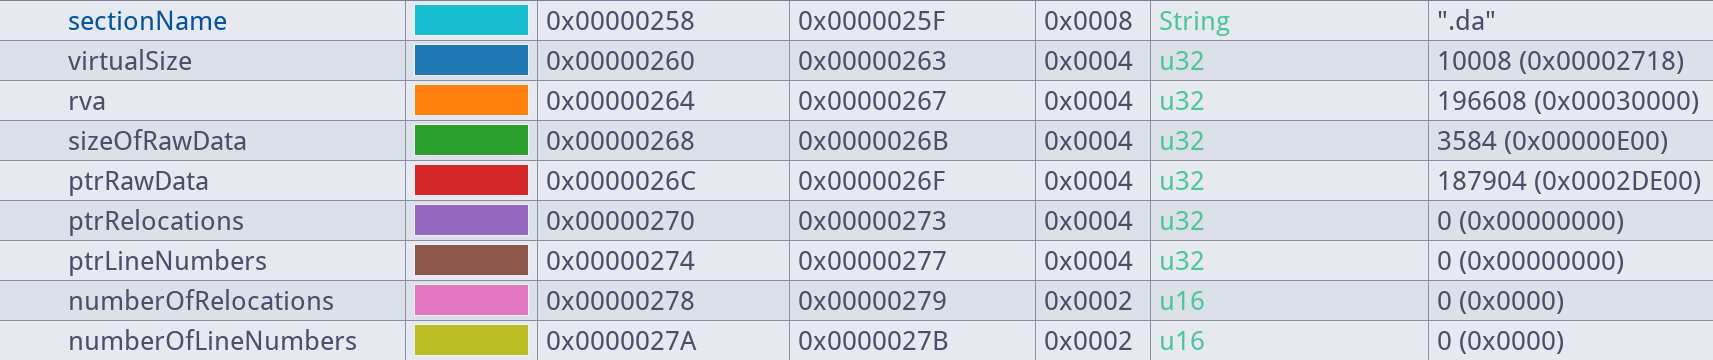 sectionName 0x00000258 0x0000025F 0x0008 String ".da"
virtualSize 0x00000260 0x00000263 0x0004 u32 10008 (0x00002718)
rva 0x00000264 0x00000267 0x0004 u32 196608 (0x00030000)
sizeOfRawData 0x00000268 0x0000026B 0x0004 u32 3584 (0x00000E00)
ptrRawData 0x0000026C 0x0000026F 0x0004 u32 187904 (0x0002DE00)
ptrRelocations 0x00000270 0x00000273 0x0004 u32 0 (0x00000000)
ptrLineNumbers 0x00000274 0x00000277 0x0004 u32 0 (0x00000000)
numberOfRelocations 0x00000278 0x00000279 0x0002 u16 0 (0x0000)
numberOfLineNumbers 0x0000027A 0x0000027B 0x0002 u16 0 (0x0000)